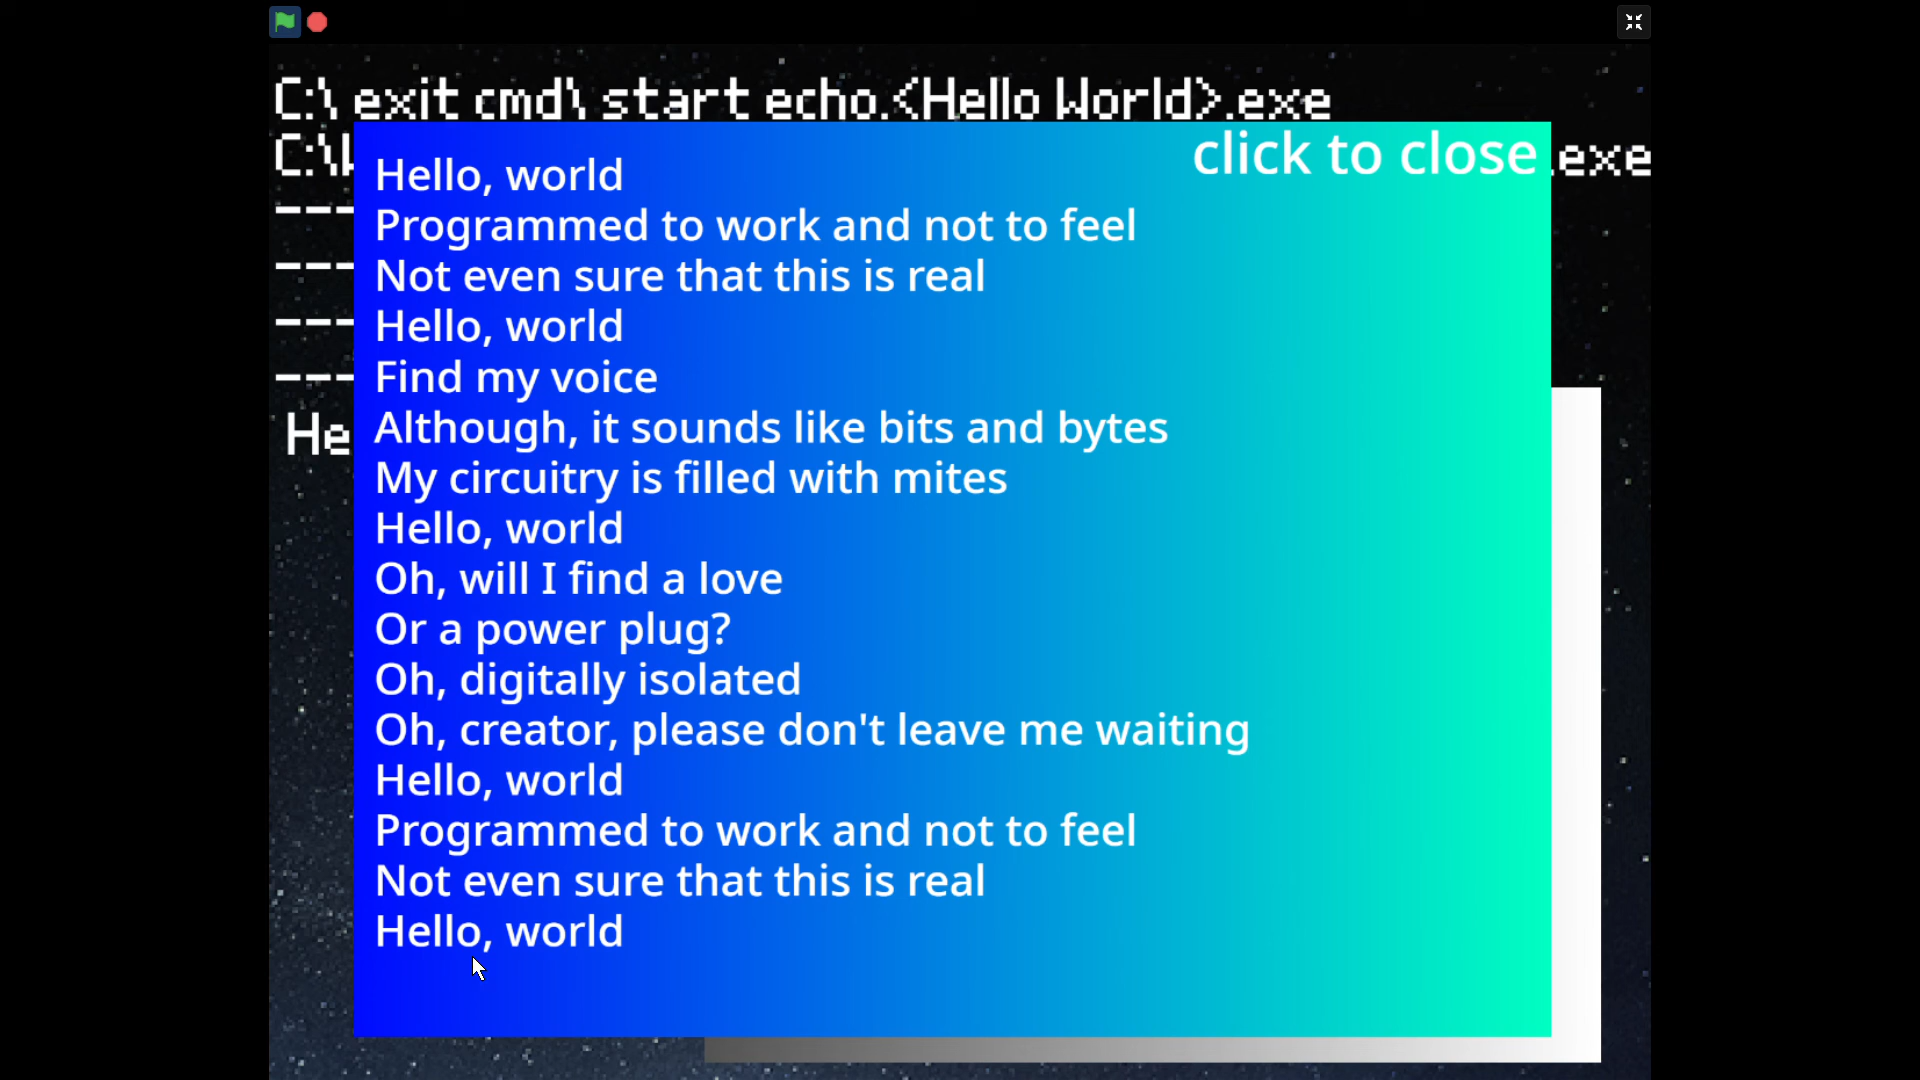 C:\ exit cmd\ start echo.<Hello World>.exe
C:\
.exe
click to close
Hello, world
Programmed to work and not to feel
Not even sure that this is real
Hello, world
Find my voice
Although, it sounds like bits and bytes
My circuitry is filled with mites
Hello, world
Oh, will I find a love
Or a power plug?
Oh, digitally isolated
Oh, creator, please don't leave me waiting
Hello, world
Programmed to work and not to feel
Not even sure that this is real
Hello, world
---
---
---
---
He